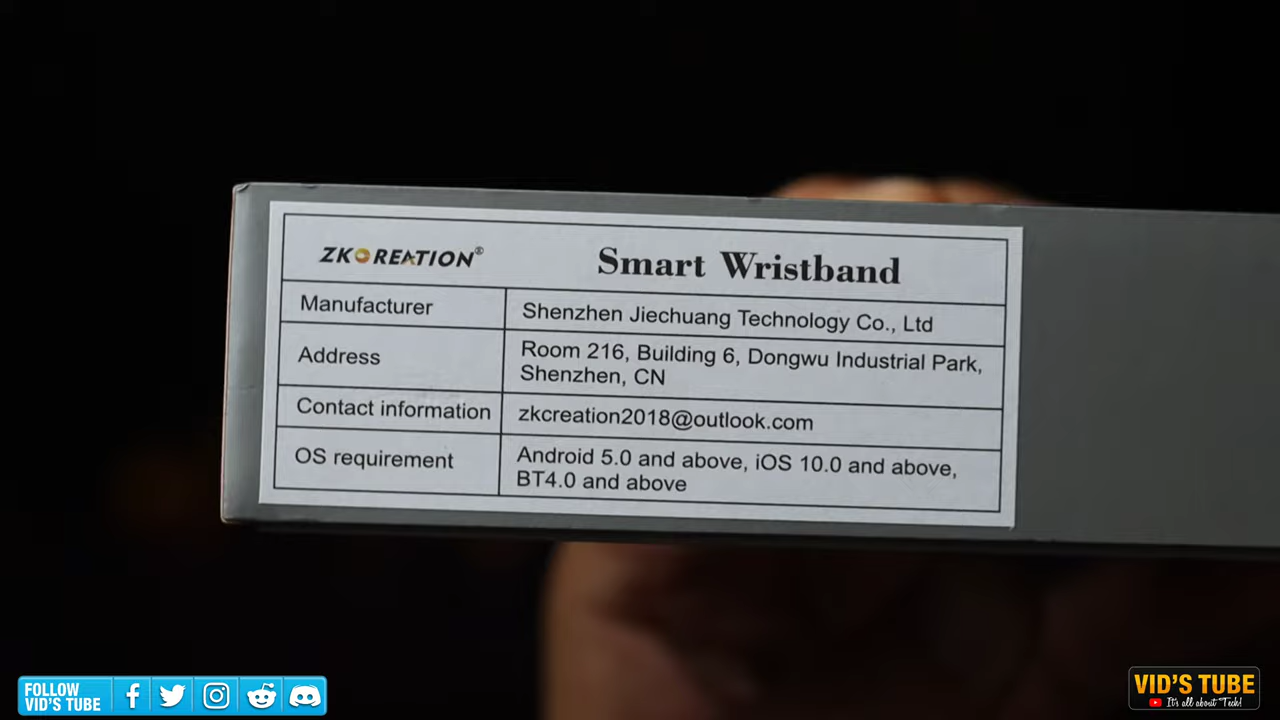 ZKCREATION®
Smart Wristband
Manufacturer
Shenzhen Jiechuang Technology Co., Ltd
Address
Room 216, Building 6, Dongwu Industrial Park,
Shenzhen, CN
Contact information
zkcreation2018@outlook.com
OS requirement
Android 5.0 and above, iOS 10.0 and above,
BT4.0 and above
FOLLOW
VID'S TUBE
VID'S TUBE
It's all about Tech!